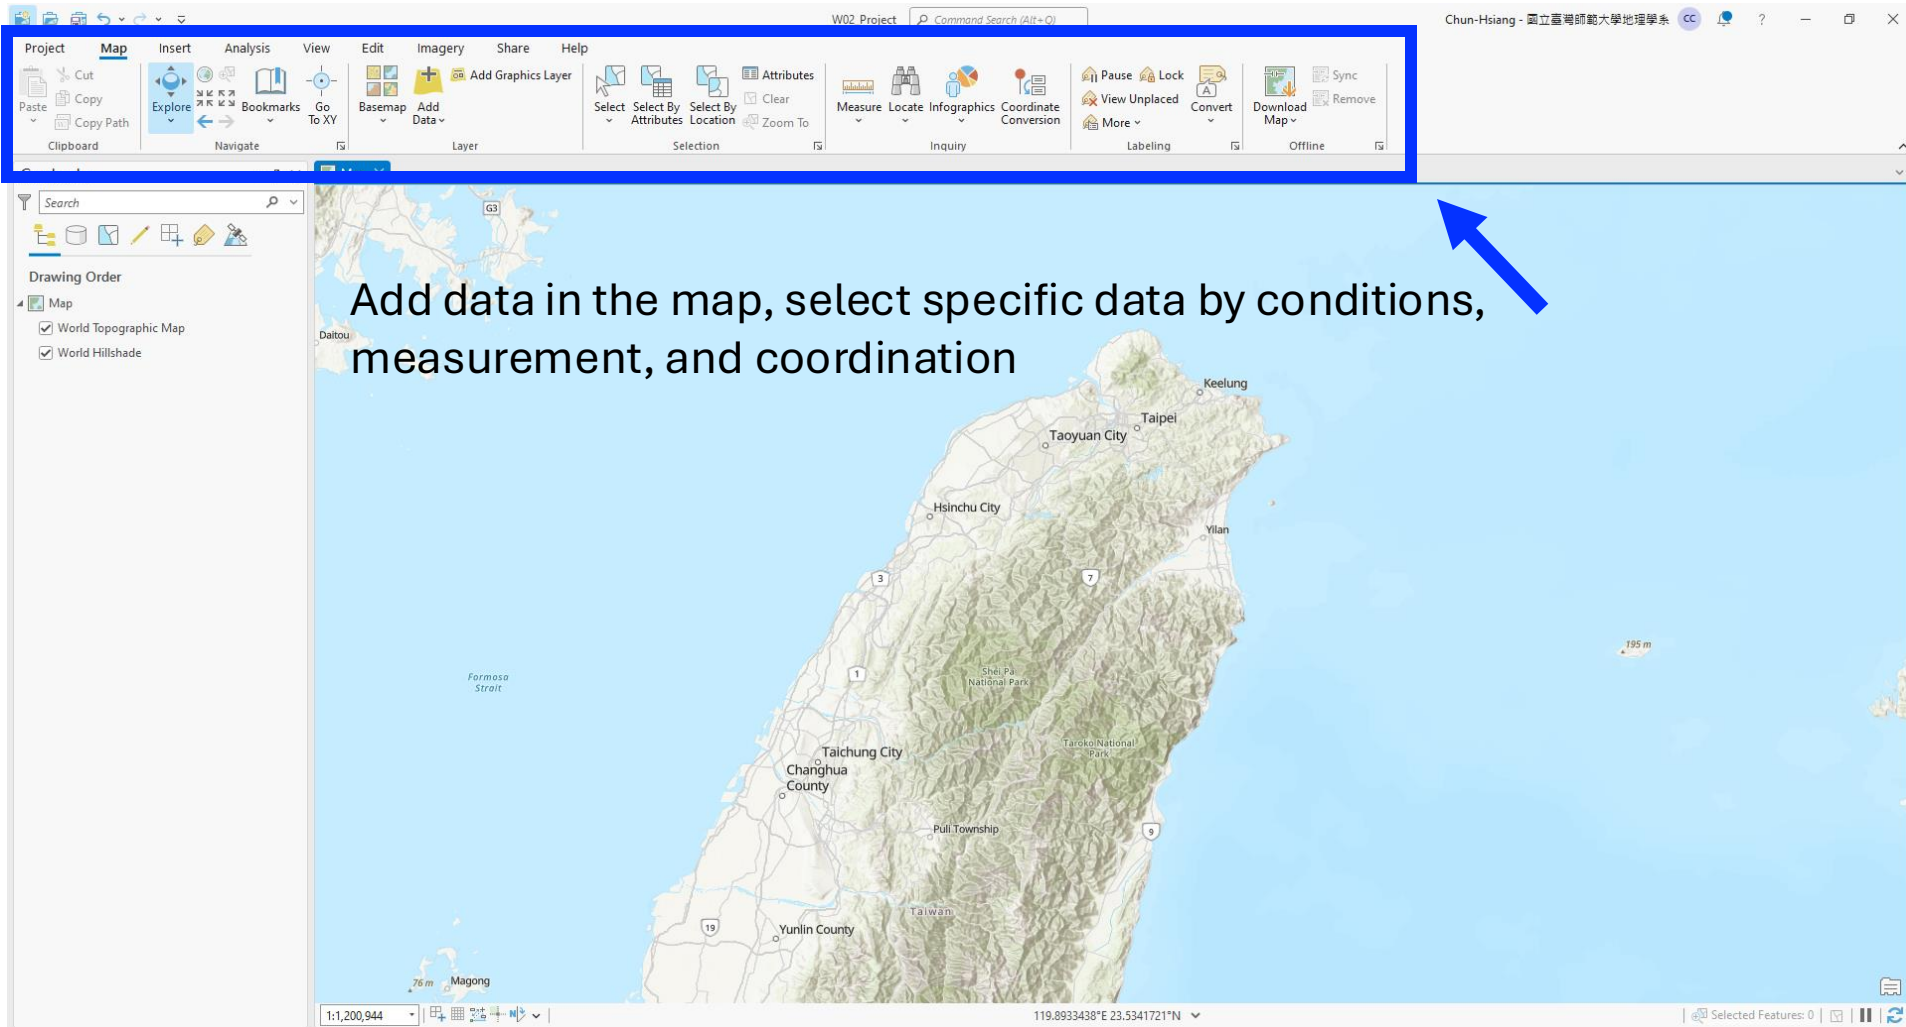 W02_Project
Command Search (Alt+Q)
Chun-Hsiang - 國立臺灣師範大學地理學系
CC
?
Project Map Insert Analysis View Edit Imagery Share Help
Paste
Cut
Copy
Copy Path
Clipboard
Explore
Bookmarks
Go
To XY
Navigate
Basemap
Add
Data
Add Graphics Layer
Layer
Select
Select By
Attributes
Select By
Location
Attributes
Clear
Zoom To
Selection
Measure
Locate
Infographics
Coordinate
Conversion
Inquiry
Pause
Lock
View Unplaced
More
Convert
Labeling
Download
Map
Sync
Remove
Offline
Search
Drawing Order
Map
World Topographic Map
World Hillshade
Add data in the map, select specific data by conditions,
measurement, and coordination
G3
Daitou
Keelung
Taipei
Taoyuan City
Hsinchu City
Yilan
3
7
195 m
Formosa
Strait
1
Shei Pa
National Park
Taroko National
Park
Taichung City
Changhua
County
Puli Township
9
Taiwan
19
Yunlin County
76 m
Magong
1:1,200,944
119.8933438°E 23.5341721°N
Selected Features: 0